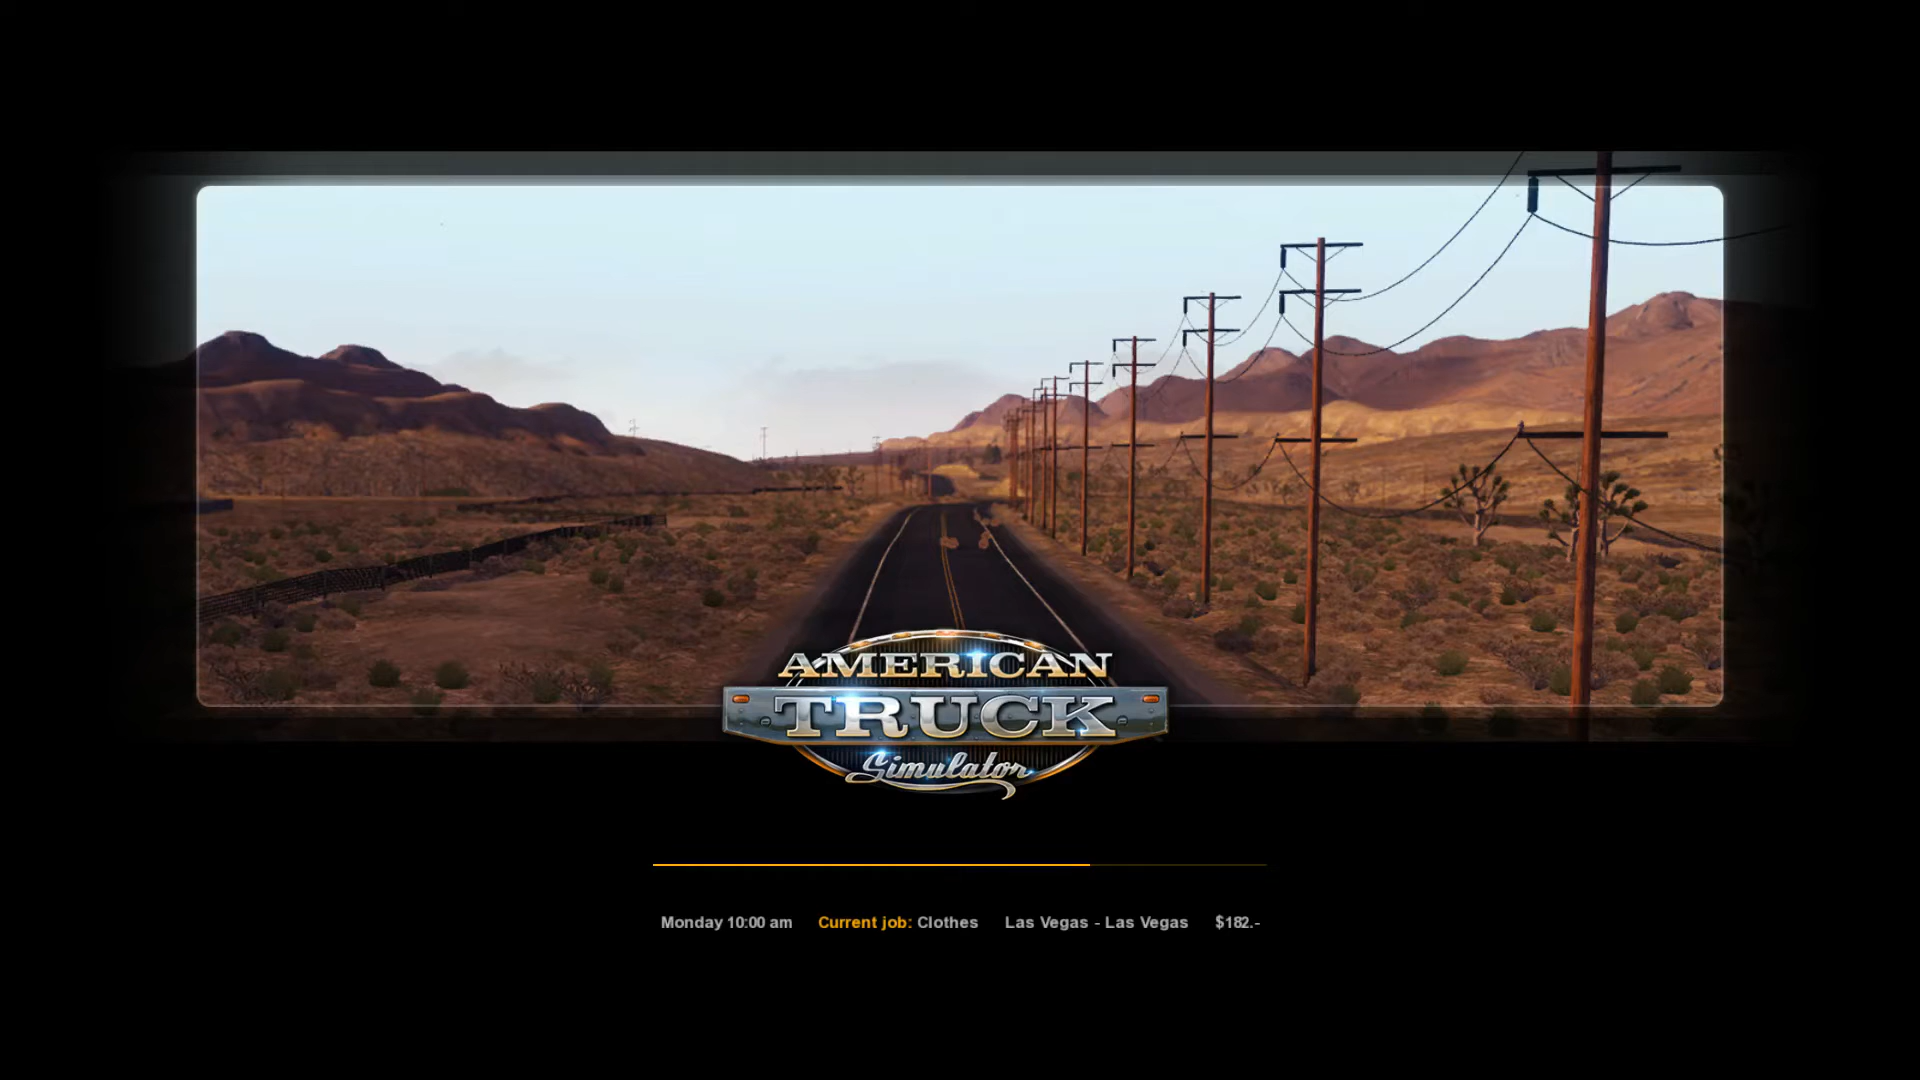 AMERICAN
TRUCK
Simulator
Monday 10:00 am Current job: Clothes Las Vegas - Las Vegas $182.-